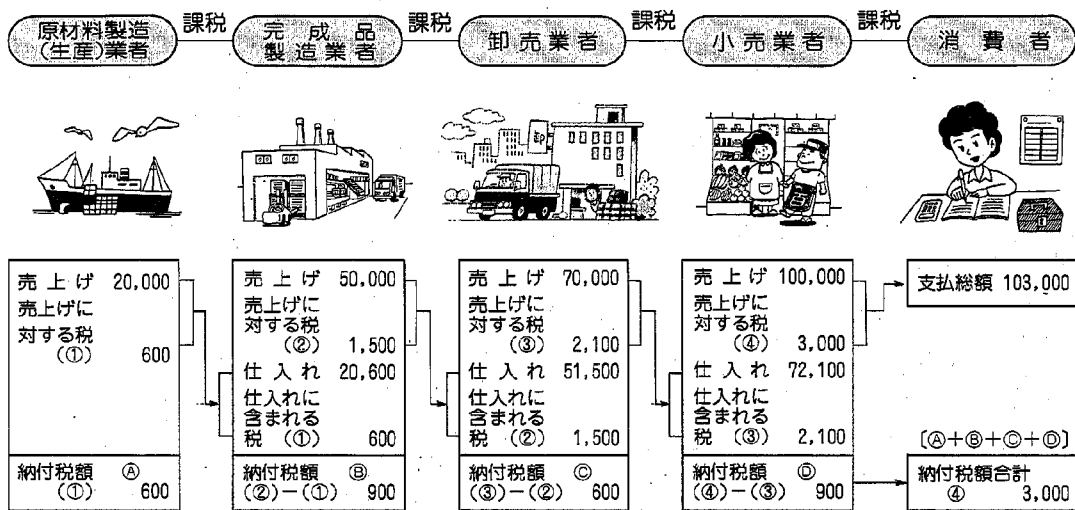 原材料製造
(生産)業者
課税
完成品
製造業者
課税
卸売業者
課税
小売業者
課税
消費者
卸
売上げ 20,000
売上げに
対する税
(①) 600
納付税額 Ⓐ
(①) 600
売上げ 50,000
売上げに
対する税
(②) 1,500
仕入れ 20,600
仕入れに
含まれる
税 (①) 600
納付税額 Ⓑ
(②)−(①) 900
売上げ 70,000
売上げに
対する税
(③) 2,100
仕入れ 51,500
仕入れに
含まれる
税 (②) 1,500
納付税額 Ⓒ
(③)−(②) 600
売上げ 100,000
売上げに
対する税
(④) 3,000
仕入れ 72,100
仕入れに
含まれる
税 (③) 2,100
納付税額 Ⓓ
(④)−(③) 900
支払総額 103,000
[Ⓐ+Ⓑ+Ⓒ+Ⓓ]
納付税額合計
④ 3,000